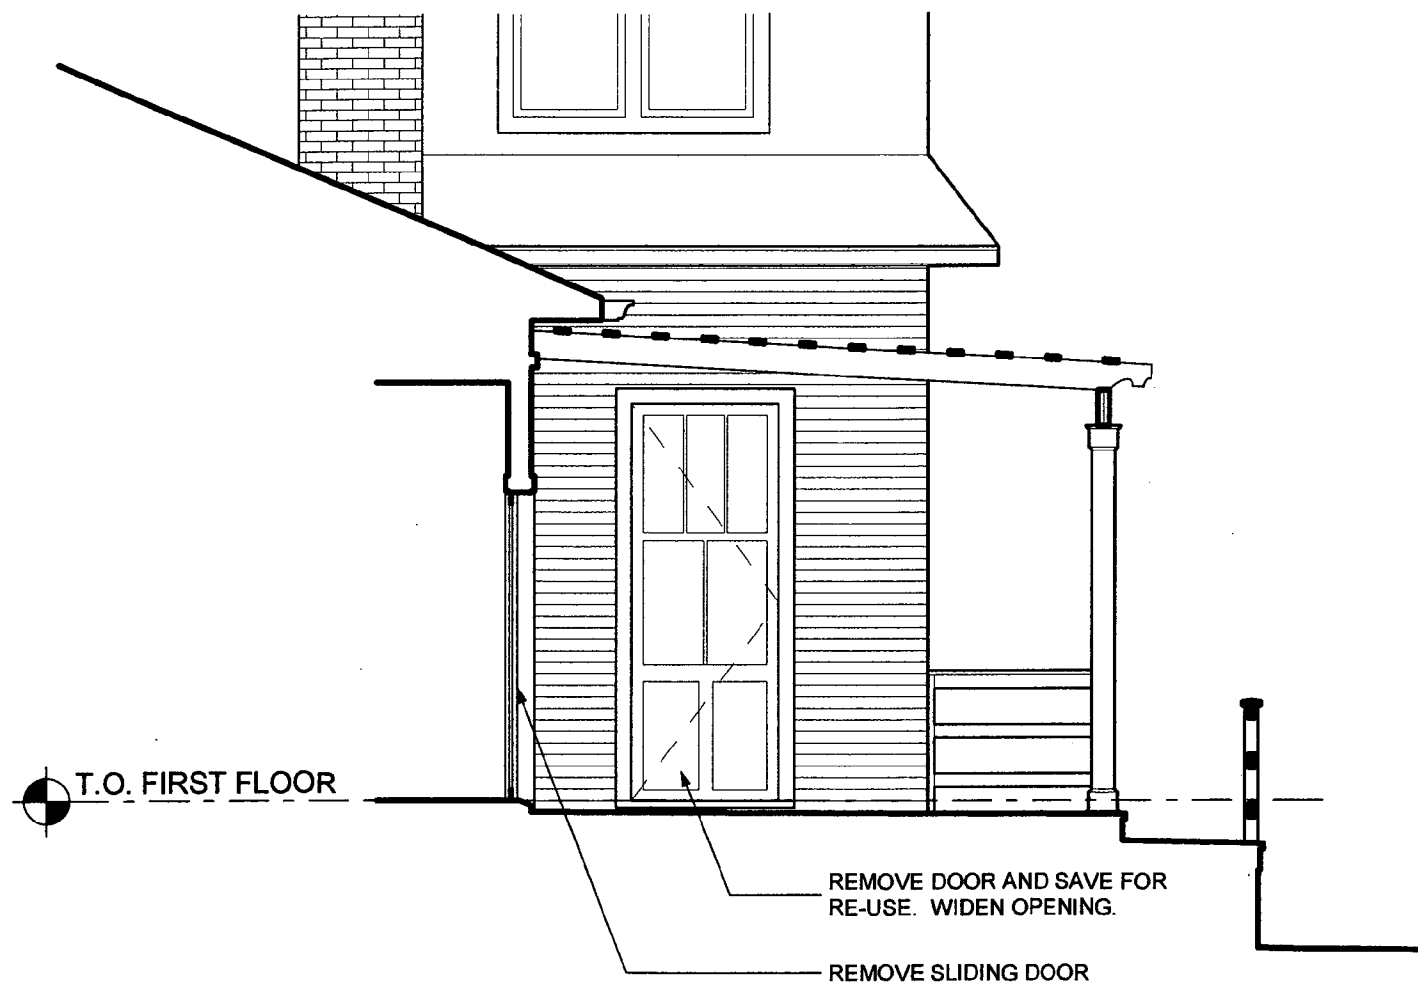 T.O. FIRST FLOOR
REMOVE DOOR AND SAVE FOR
RE-USE. WIDEN OPENING.
REMOVE SLIDING DOOR